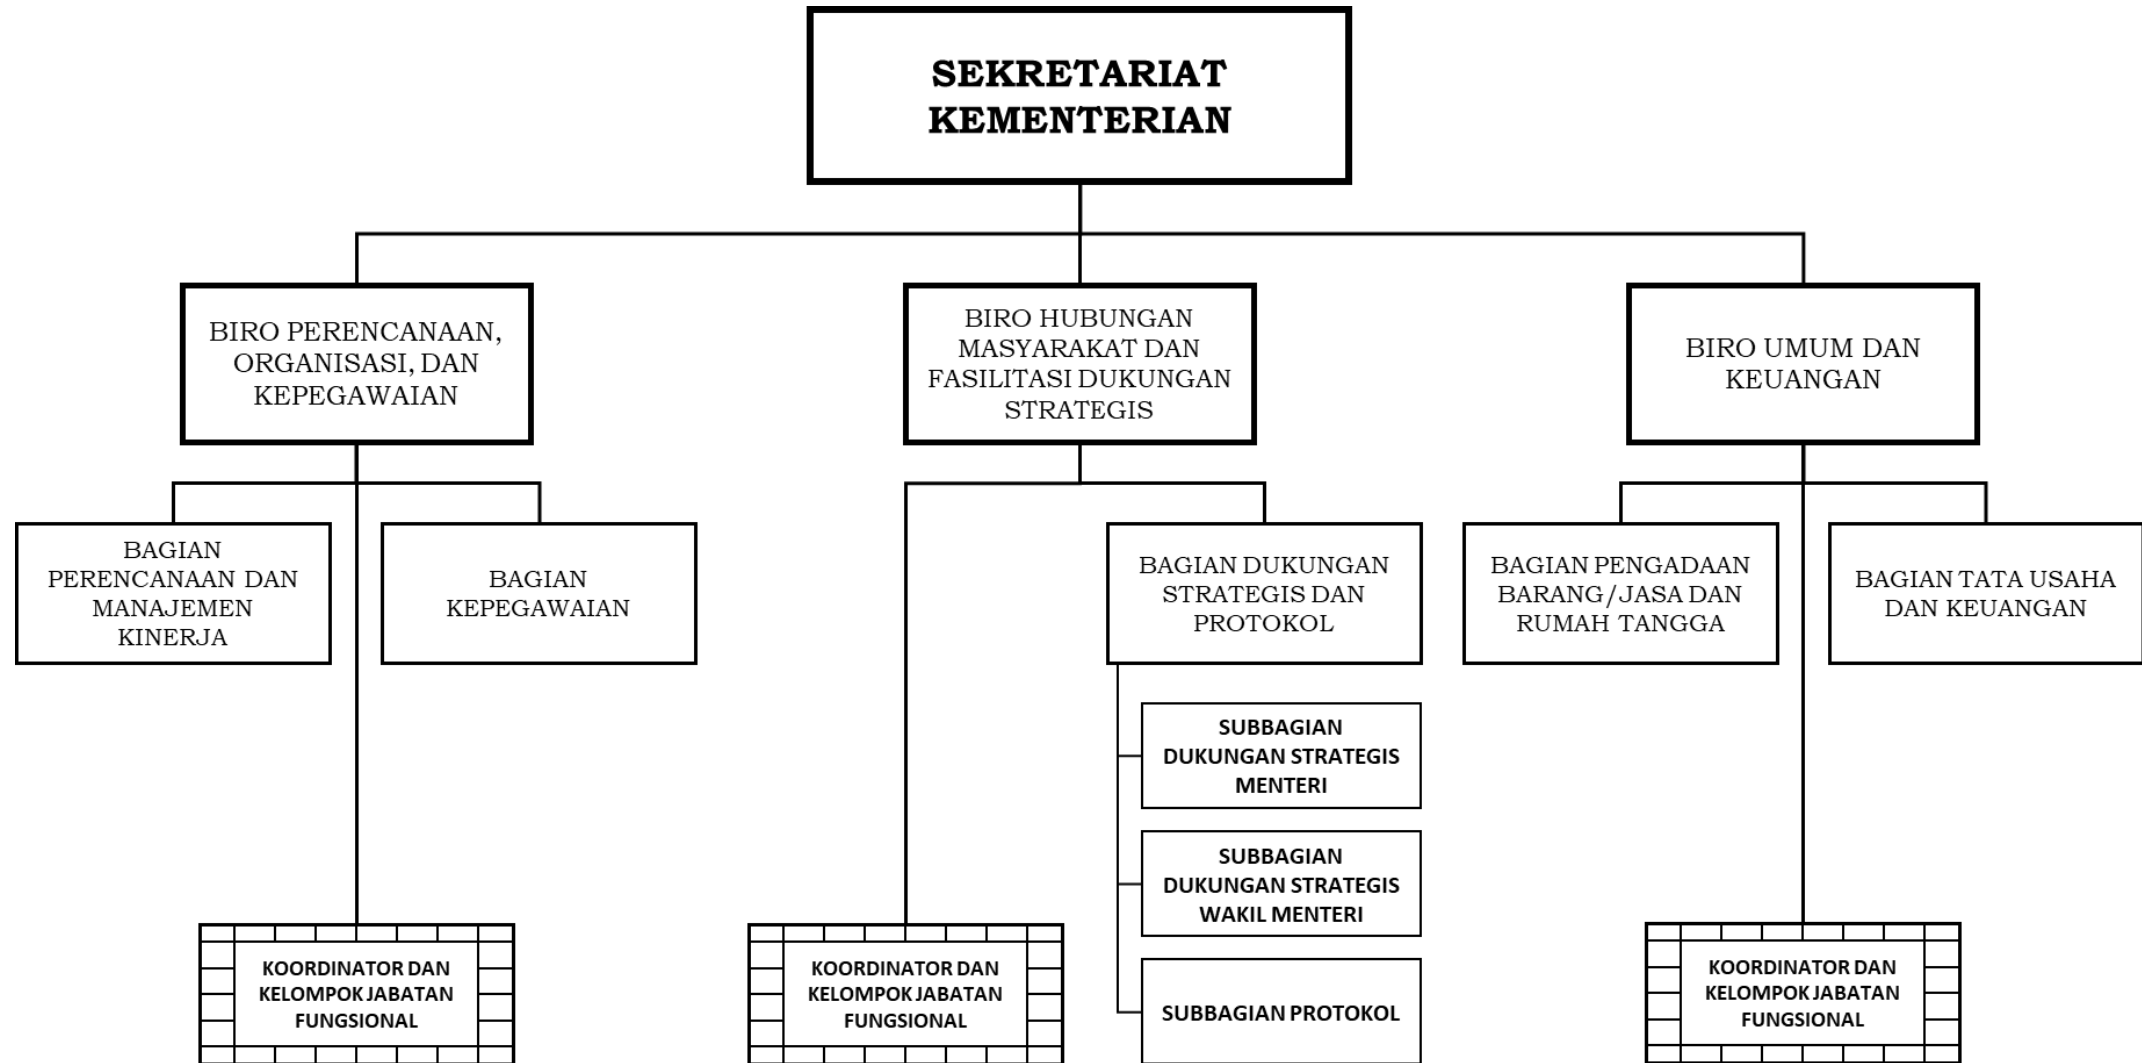 SEKRETARIAT
KEMENTERIAN
BIRO PERENCANAAN,
ORGANISASI, DAN
KEPEGAWAIAN
BIRO HUBUNGAN
MASYARAKAT DAN
FASILITASI DUKUNGAN
STRATEGIS
BIRO UMUM DAN
KEUANGAN
BAGIAN
PERENCANAAN DAN
MANAJEMEN
KINERJA
BAGIAN
KEPEGAWAIAN
BAGIAN DUKUNGAN
STRATEGIS DAN
PROTOKOL
BAGIAN PENGADAAN
BARANG/JASA DAN
RUMAH TANGGA
BAGIAN TATA USAHA
DAN KEUANGAN
SUBBAGIAN
DUKUNGAN STRATEGIS
MENTERI
SUBBAGIAN
DUKUNGAN STRATEGIS
WAKIL MENTERI
SUBBAGIAN PROTOKOL
KOORDINATOR DAN
KELOMPOK JABATAN
FUNGSIONAL
KOORDINATOR DAN
KELOMPOK JABATAN
FUNGSIONAL
KOORDINATOR DAN
KELOMPOK JABATAN
FUNGSIONAL